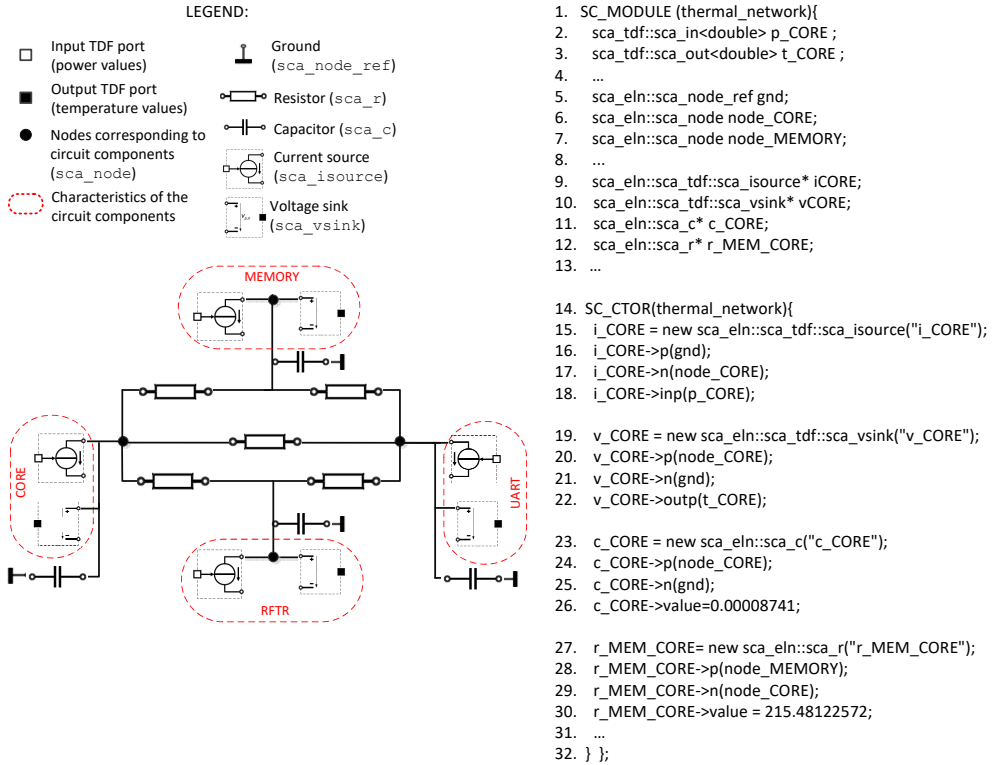 LEGEND:
Input TDF port
(power values)
Output TDF port
(temperature values)
Nodes corresponding to
circuit components
(sca_node)
Characteristics of the
circuit components
Ground
(sca_node_ref)
Resistor (sca_r)
Capacitor (sca_c)
Current source
(sca_isource)
Voltage sink
(sca_vsink)
MEMORY
CORE
UART
RFTR
1. SC_MODULE (thermal_network){
2. sca_tdf::sca_in<double> p_CORE ;
3. sca_tdf::sca_out<double> t_CORE ;
4. ...
5. sca_eln::sca_node_ref gnd;
6. sca_eln::sca_node node_CORE;
7. sca_eln::sca_node node_MEMORY;
8. ...
9. sca_eln::sca_tdf::sca_isource* iCORE;
10. sca_eln::sca_tdf::sca_vsink* vCORE;
11. sca_eln::sca_c* c_CORE;
12. sca_eln::sca_r* r_MEM_CORE;
13. ...
14. SC_CTOR(thermal_network){
15. i_CORE = new sca_eln::sca_tdf::sca_isource("i_CORE");
16. i_CORE->p(gnd);
17. i_CORE->n(node_CORE);
18. i_CORE->inp(p_CORE);
19. v_CORE = new sca_eln::sca_tdf::sca_vsink("v_CORE");
20. v_CORE->p(node_CORE);
21. v_CORE->n(gnd);
22. v_CORE->outp(t_CORE);
23. c_CORE = new sca_eln::sca_c("c_CORE");
24. c_CORE->p(node_CORE);
25. c_CORE->n(gnd);
26. c_CORE->value=0.00008741;
27. r_MEM_CORE= new sca_eln::sca_r("r_MEM_CORE");
28. r_MEM_CORE->p(node_MEMORY);
29. r_MEM_CORE->n(node_CORE);
30. r_MEM_CORE->value = 215.48122572;
31. ...
32. } };